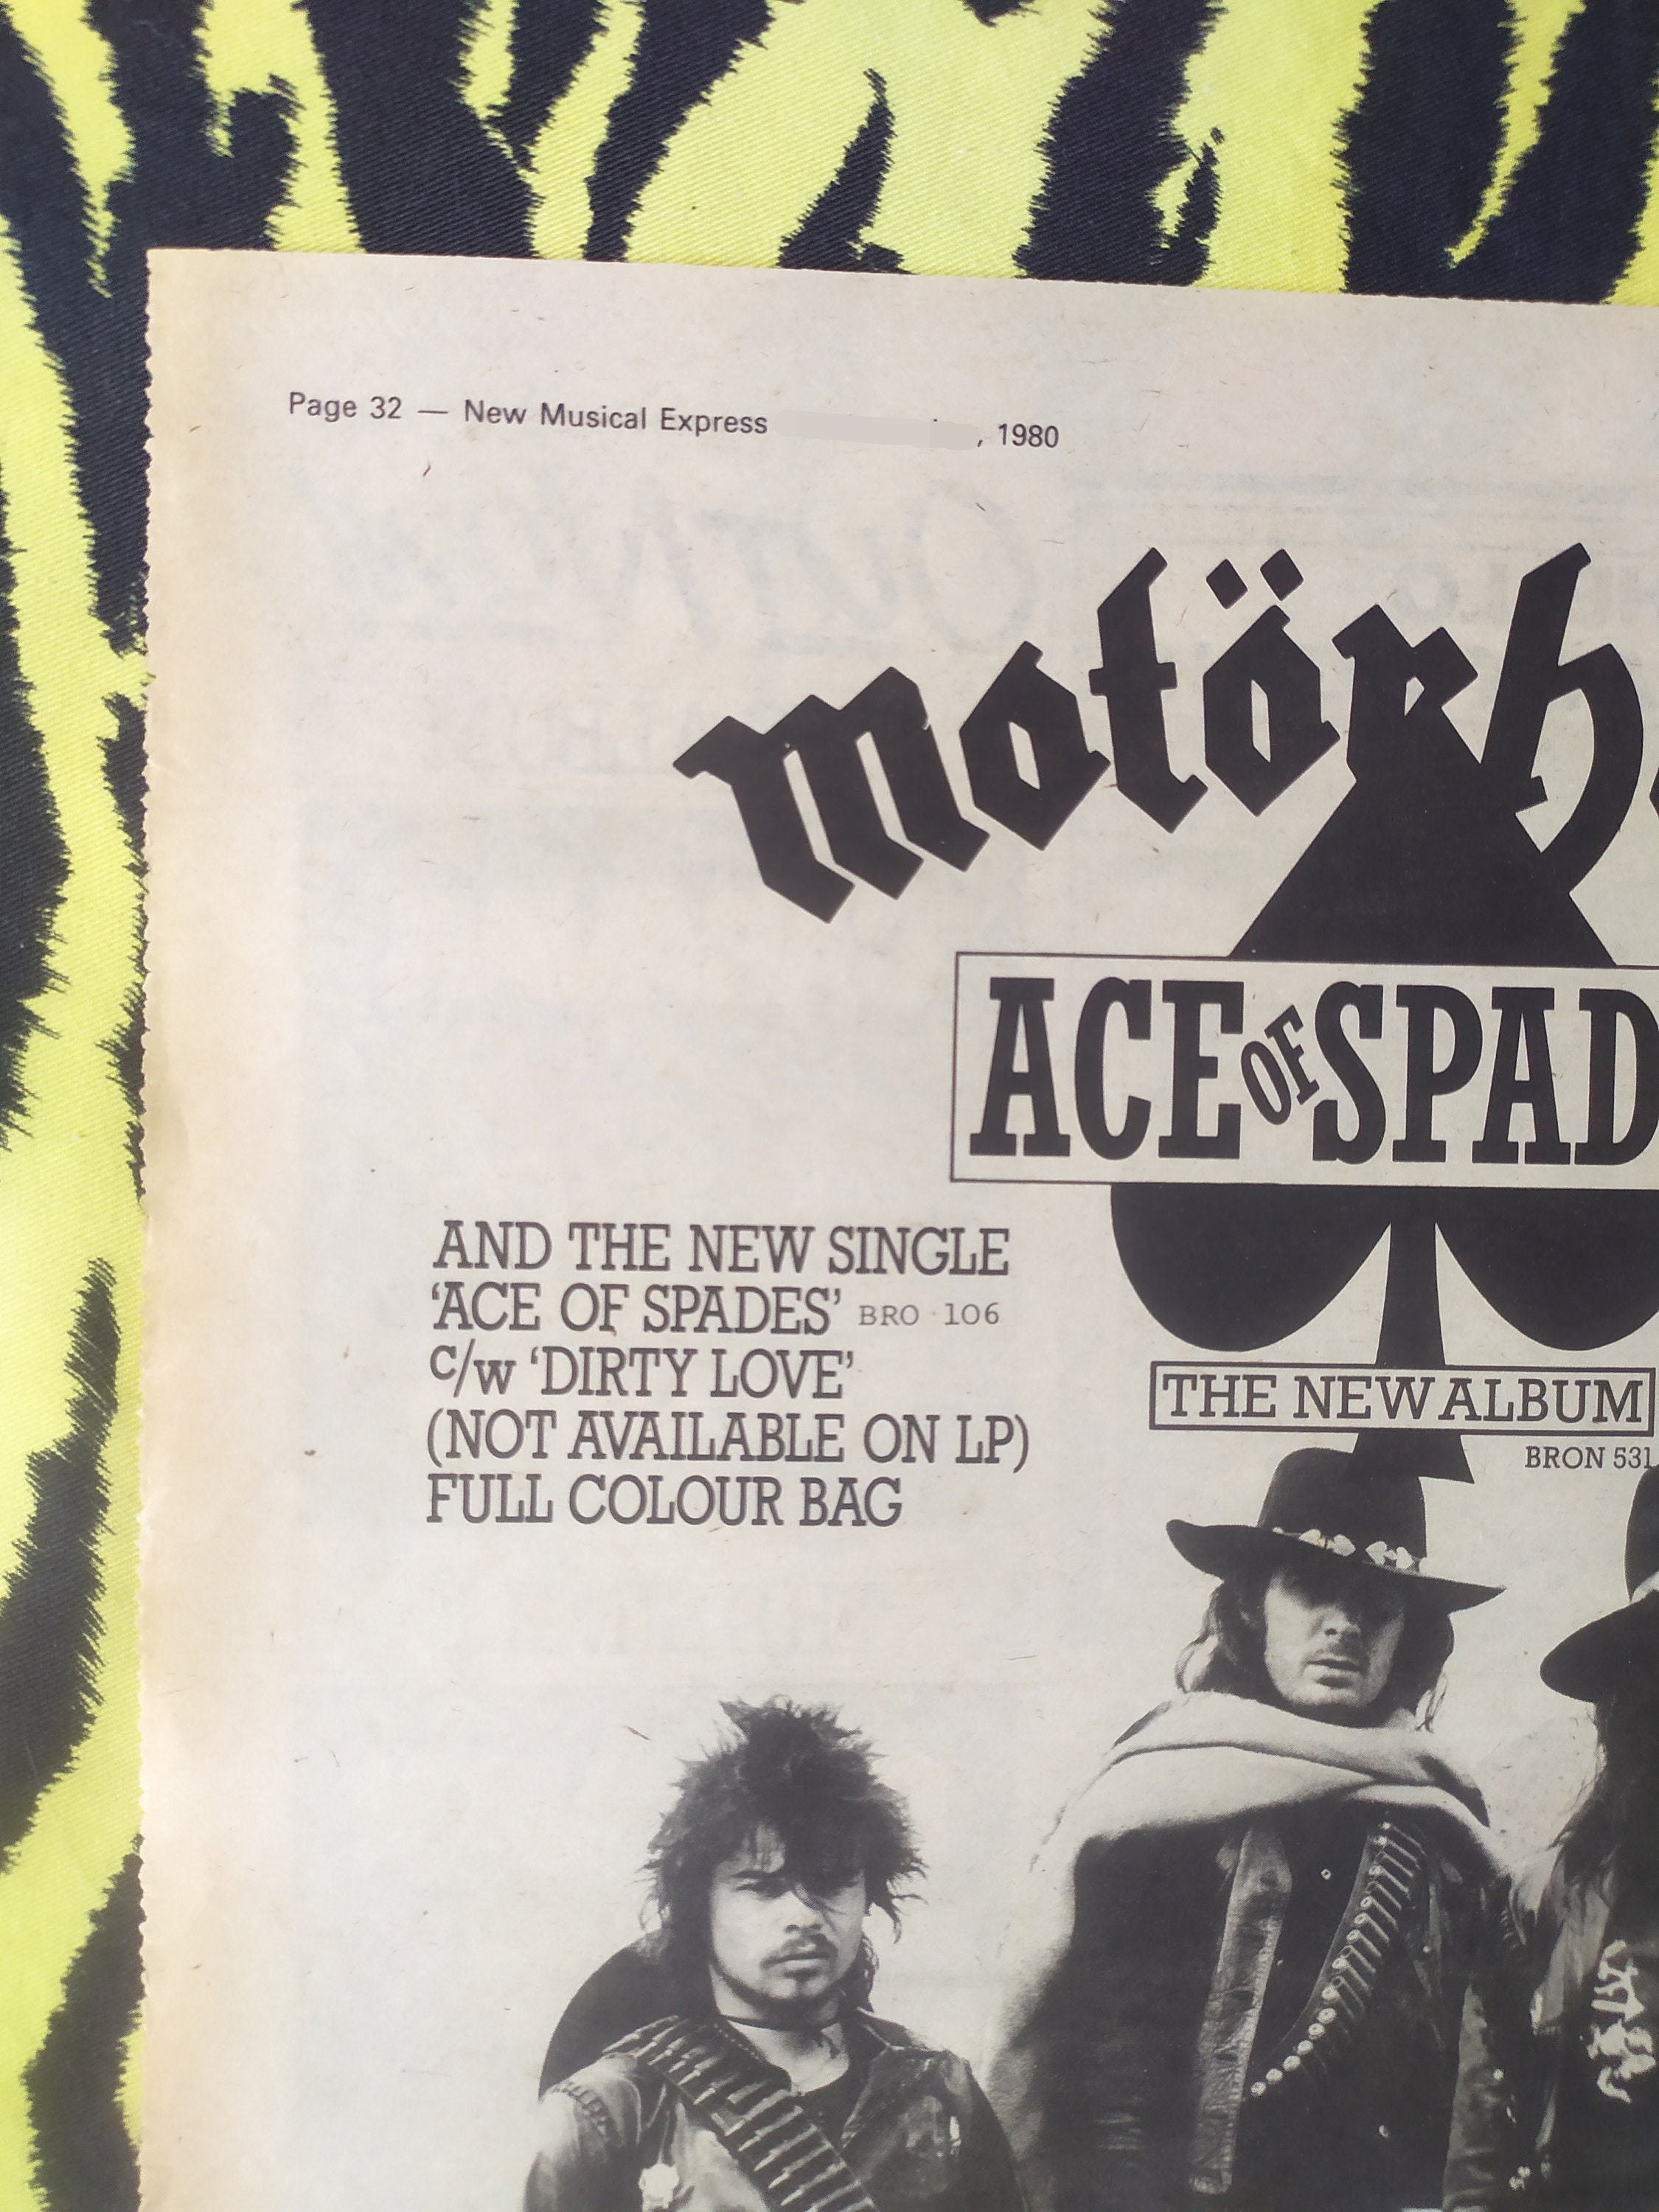 Page 32 — New Musical Express , 1980
motörh
ACE OF SPAD
AND THE NEW SINGLE
‘ACE OF SPADES’ BRO·106
c/w ‘DIRTY LOVE’
(NOT AVAILABLE ON LP)
FULL COLOUR BAG
THE NEW ALBUM
BRON 531